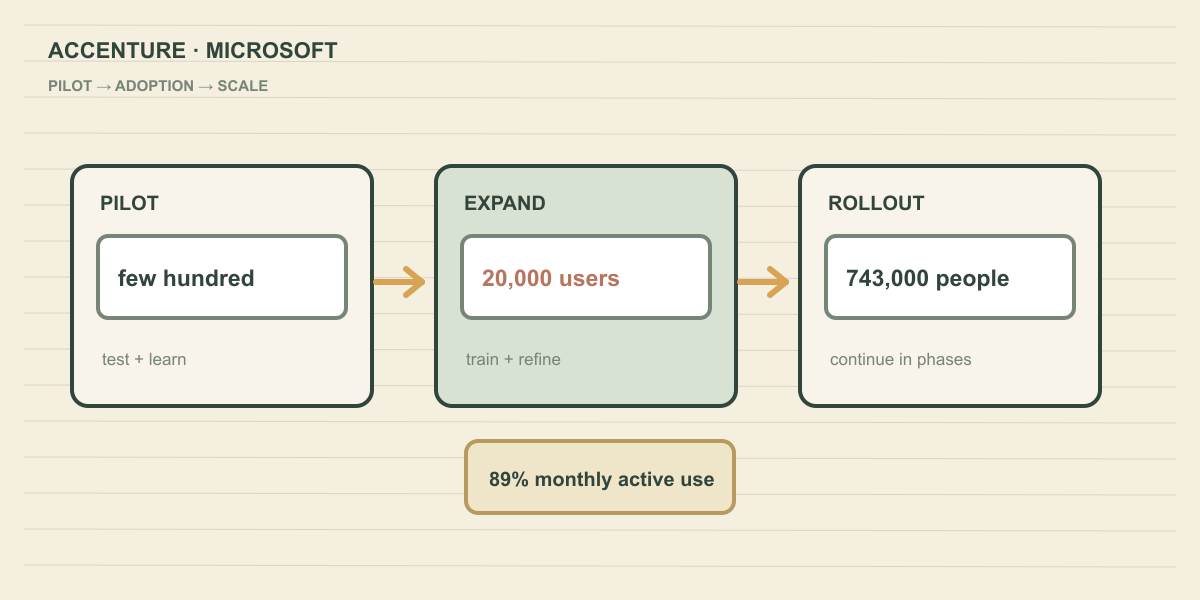 ACCENTURE · MICROSOFT
PILOT → ADOPTION → SCALE
PILOT
few hundred
test + learn
EXPAND
20,000 users
train + refine
ROLLOUT
743,000 people
continue in phases
89% monthly active use